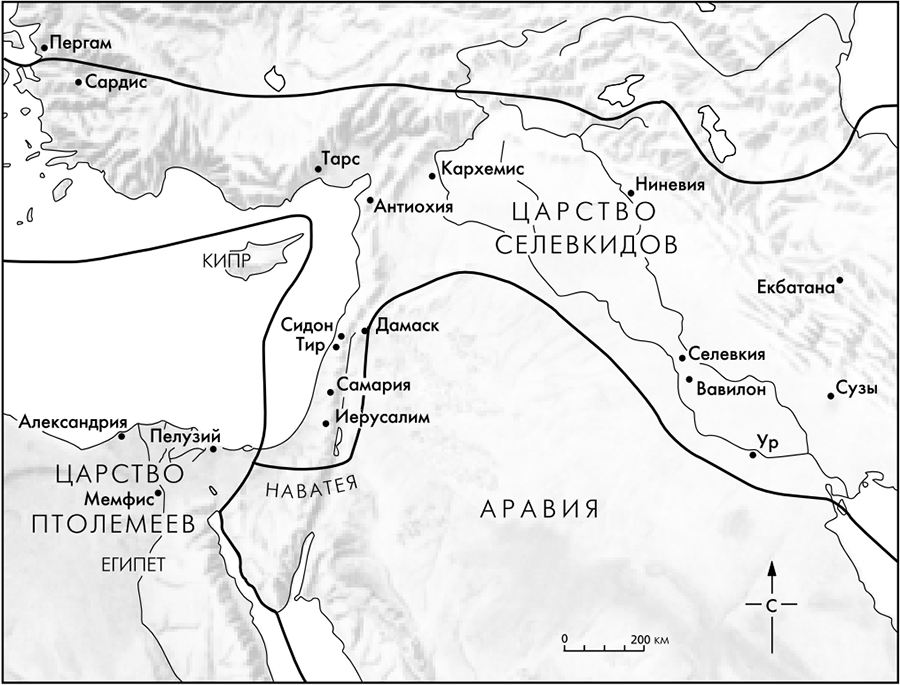 Пергам
Сардис
Тарс
Кархемис
Ниневия
Антиохия
ЦАРСТВО
СЕЛЕВКИДОВ
КИПР
Екбатана
Сидон
Дамаск
Тир
Селевкия
Самария
Вавилон
Сузы
Иерусалим
Александрия
Пелузий
Ур
ЦАРСТВО
Мемфис
ПТОЛЕМЕЕВ
НАВАТЕЯ
АРАВИЯ
ЕГИПЕТ
С
0 200 км